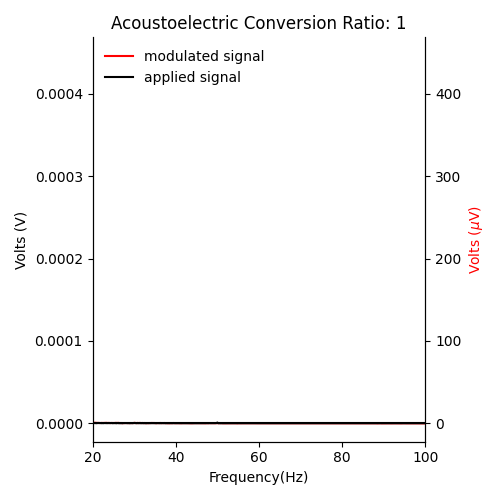 Acoustoelectric Conversion Ratio: 1
modulated signal
applied signal
0.0004
0.0003
0.0002
0.0001
0.0000
Volts (V)
400
300
200
100
0
Volts (μV)
20
40
60
80
100
Frequency(Hz)